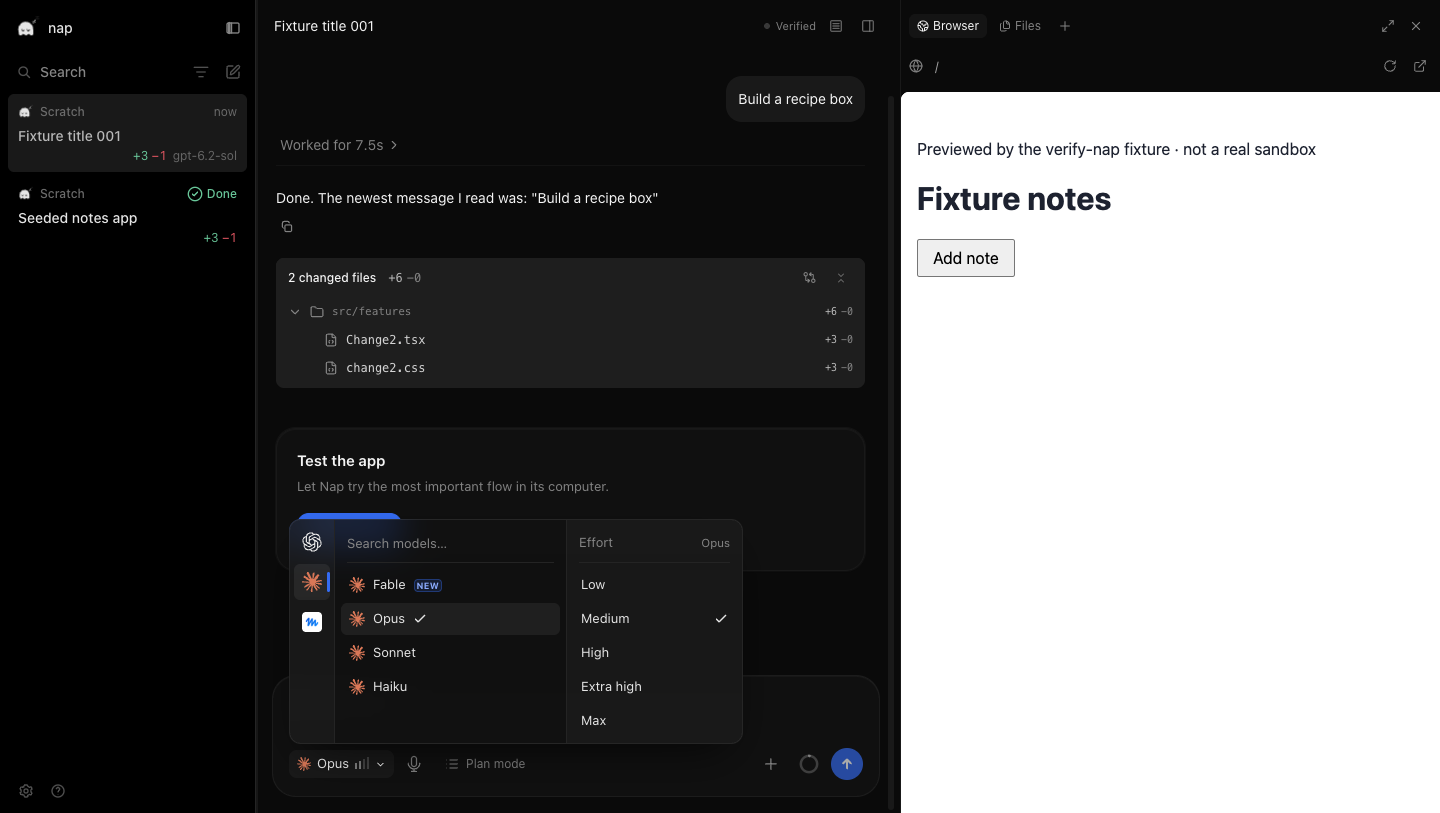 nap
Search
Scratch
now
Fixture title 001
+3 −1 gpt-6.2-sol
Scratch
Done
Seeded notes app
+3 −1
Fixture title 001
Verified
Build a recipe box
Worked for 7.5s
Done. The newest message I read was: "Build a recipe box"
2 changed files +6 −0
src/features
+6 −0
Change2.tsx
+3 −0
change2.css
+3 −0
Test the app
Let Nap try the most important flow in its computer.
Search models...
Fable NEW
Opus
Sonnet
Haiku
Effort
Opus
Low
Medium
High
Extra high
Max
Opus
Plan mode
Browser
Files
/
Previewed by the verify-nap fixture · not a real sandbox
Fixture notes
Add note